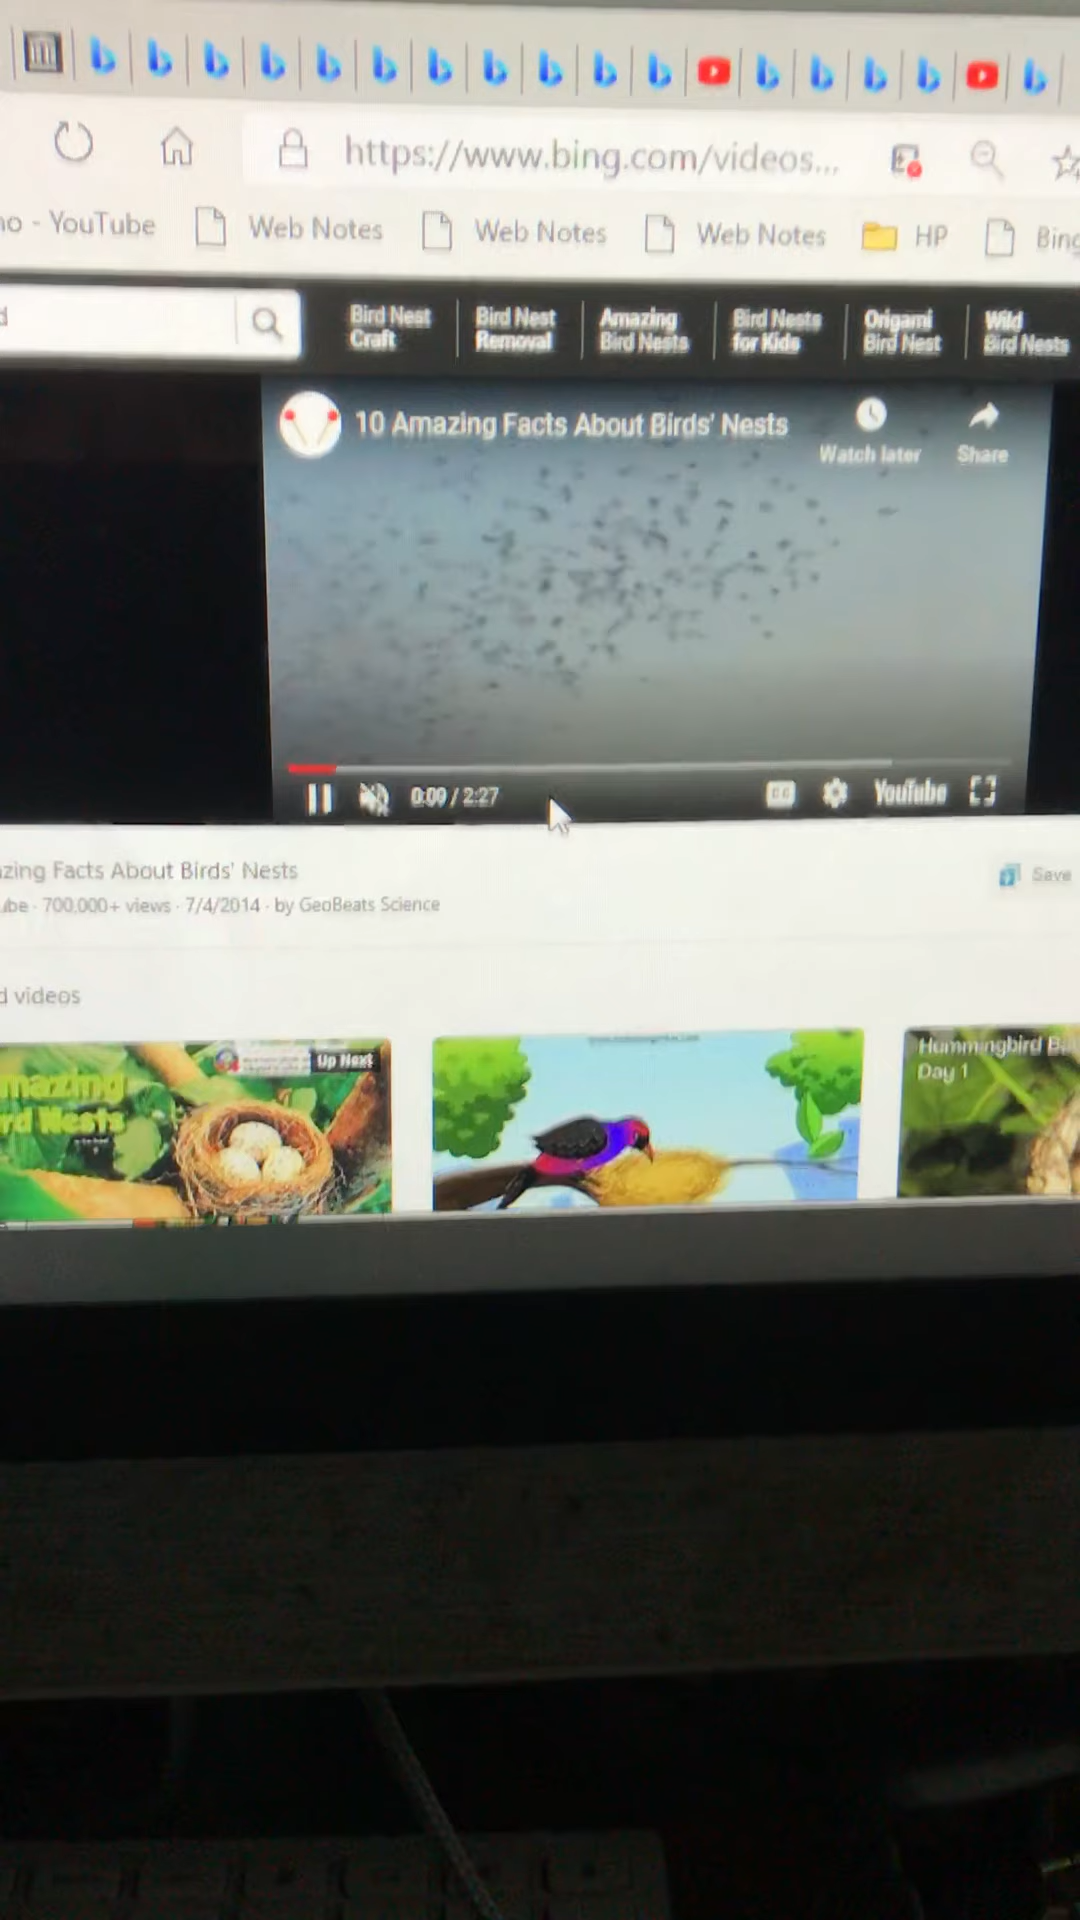 https://www.bing.com/videos...
- YouTube Web Notes Web Notes Web Notes HP Bing
Bird Nest Craft
Bird Nest Removal
Amazing Bird Nests
Bird Nests for Kids
Origami Bird Nest
Wild Bird Nests
10 Amazing Facts About Birds' Nests
Watch later
Share
0:09 / 2:27
CC
YouTube
zing Facts About Birds' Nests
Save
ube · 700,000+ views · 7/4/2014 · by GeoBeats Science
d videos
Up Next
mazing
rd Nests
Hummingbird
Day 1